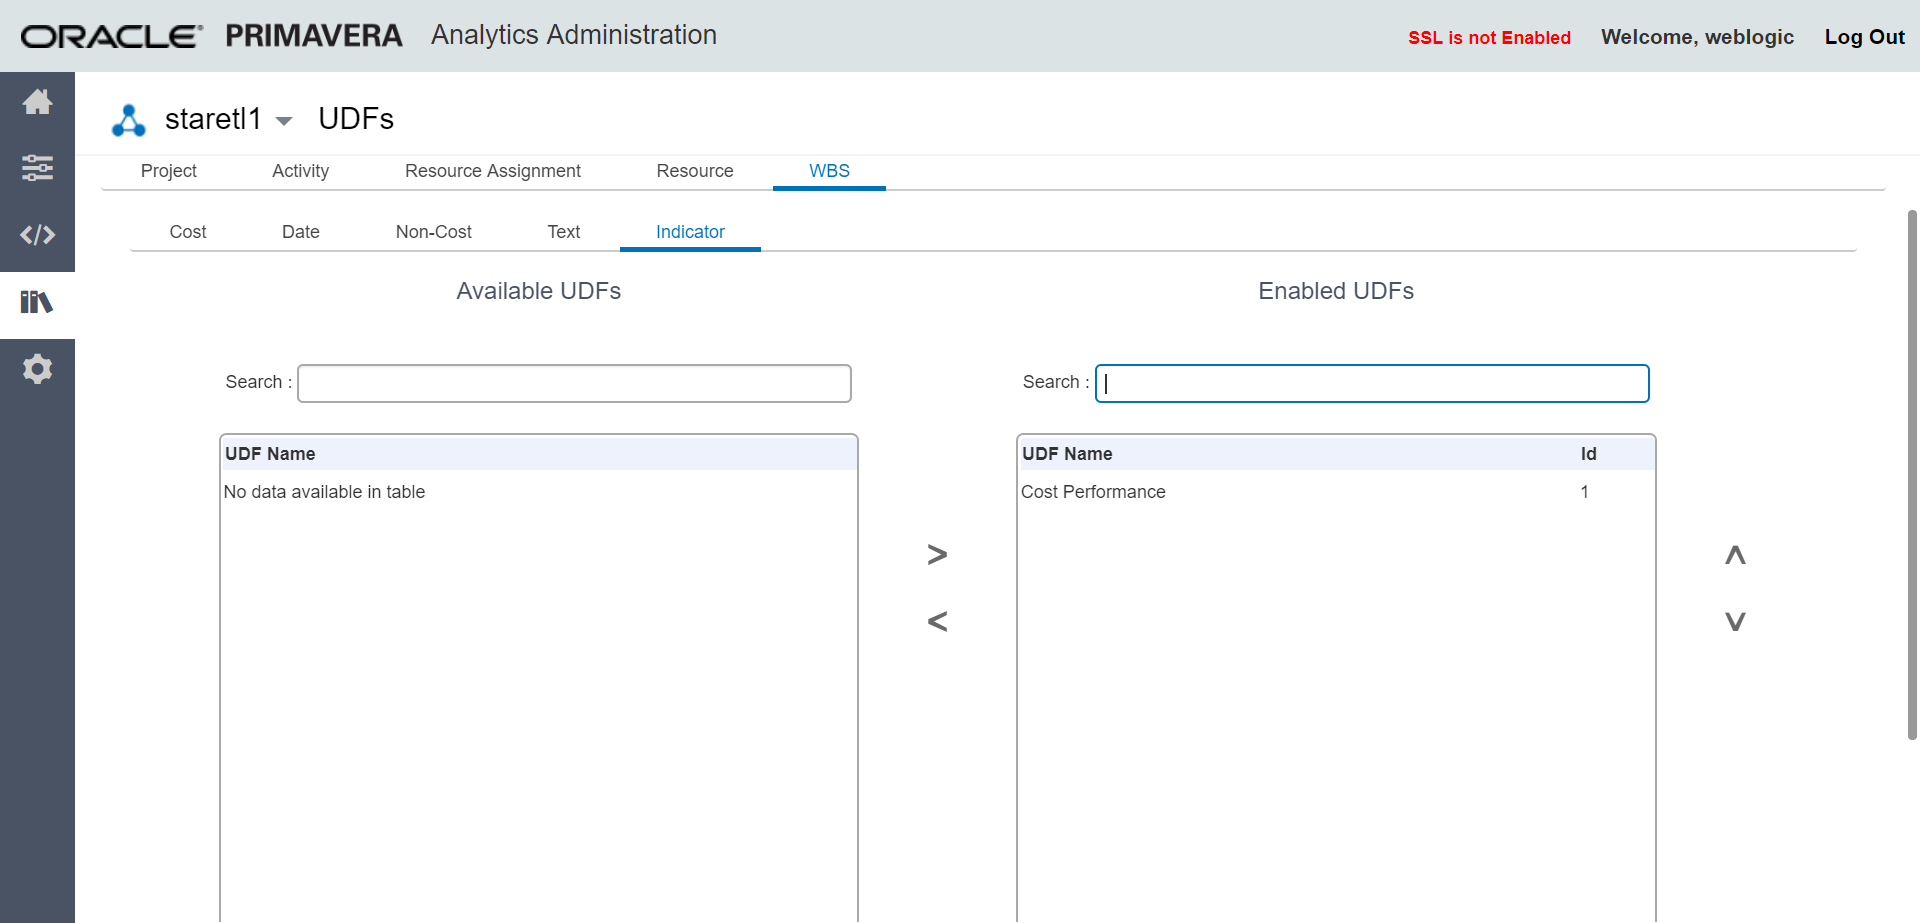 ORACLE® PRIMAVERA Analytics Administration SSL is not Enabled Welcome, weblogic Log Out
staretl1 UDFs
Project Activity Resource Assignment Resource WBS
Cost Date Non-Cost Text Indicator
Available UDFs Enabled UDFs
Search : Search :
UDF Name UDF Name Id
No data available in table Cost Performance 1
> ʌ
< v